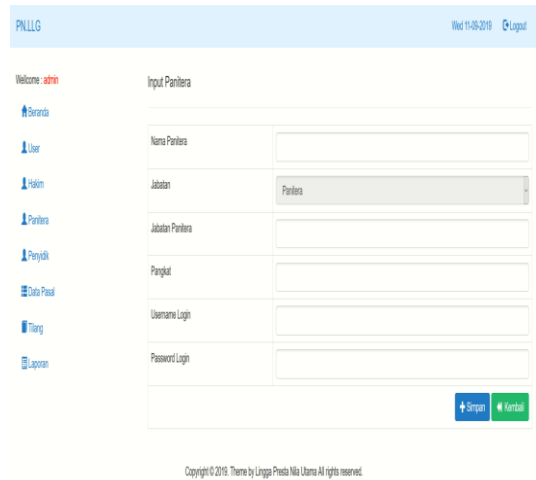 PN.LLG
Wed 11-09-2019 Logout
Wellcome : admin
Input Panitera
Beranda
User
Hakim
Panitera
Penyidik
Data Pasal
Tilang
Laporan
Nama Panitera
Jabatan
Panitera
Jabatan Panitera
Pangkat
Username Login
Password Login
Simpan
Kembali
Copyright © 2019. Theme by Lingga Presta Nila Utama All rights reserved.